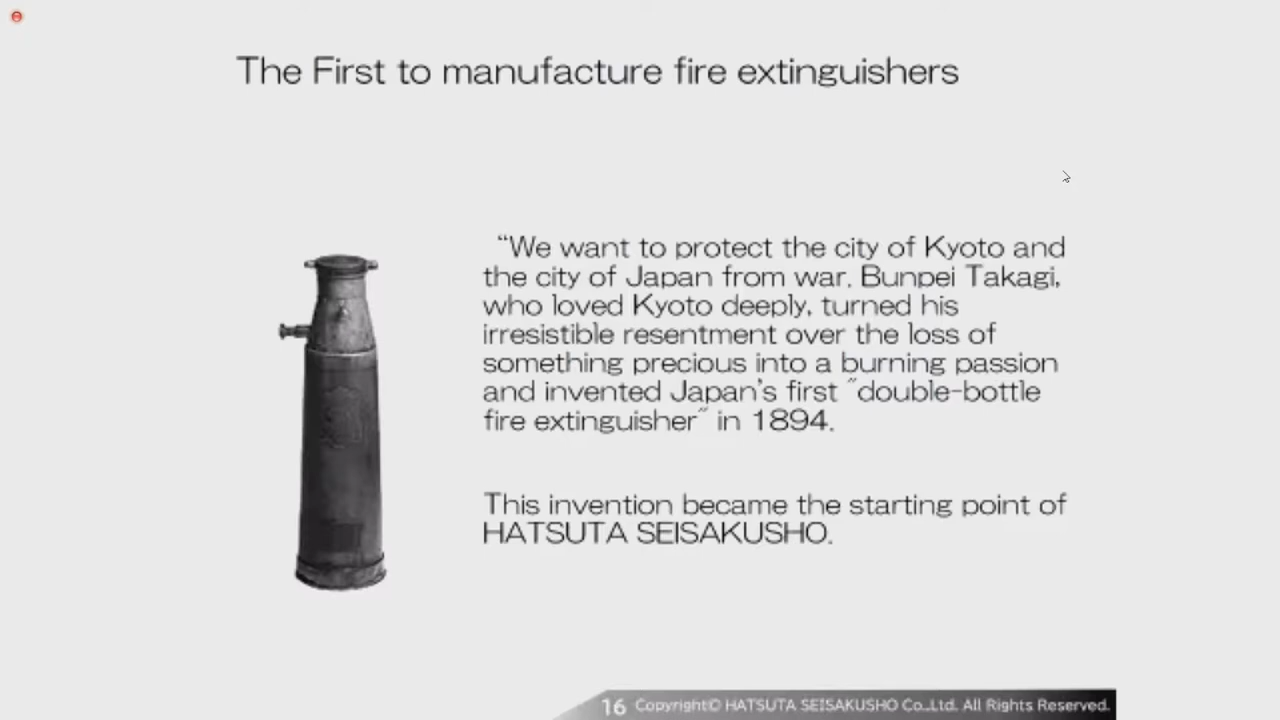 The First to manufacture fire extinguishers
“We want to protect the city of Kyoto and
the city of Japan from war. Bunpei Takagi,
who loved Kyoto deeply, turned his
irresistible resentment over the loss of
something precious into a burning passion
and invented Japan's first "double-bottle
fire extinguisher" in 1894.
This invention became the starting point of
HATSUTA SEISAKUSHO.
16 Copyright© HATSUTA SEISAKUSHO Co.,Ltd. All Rights Reserved.